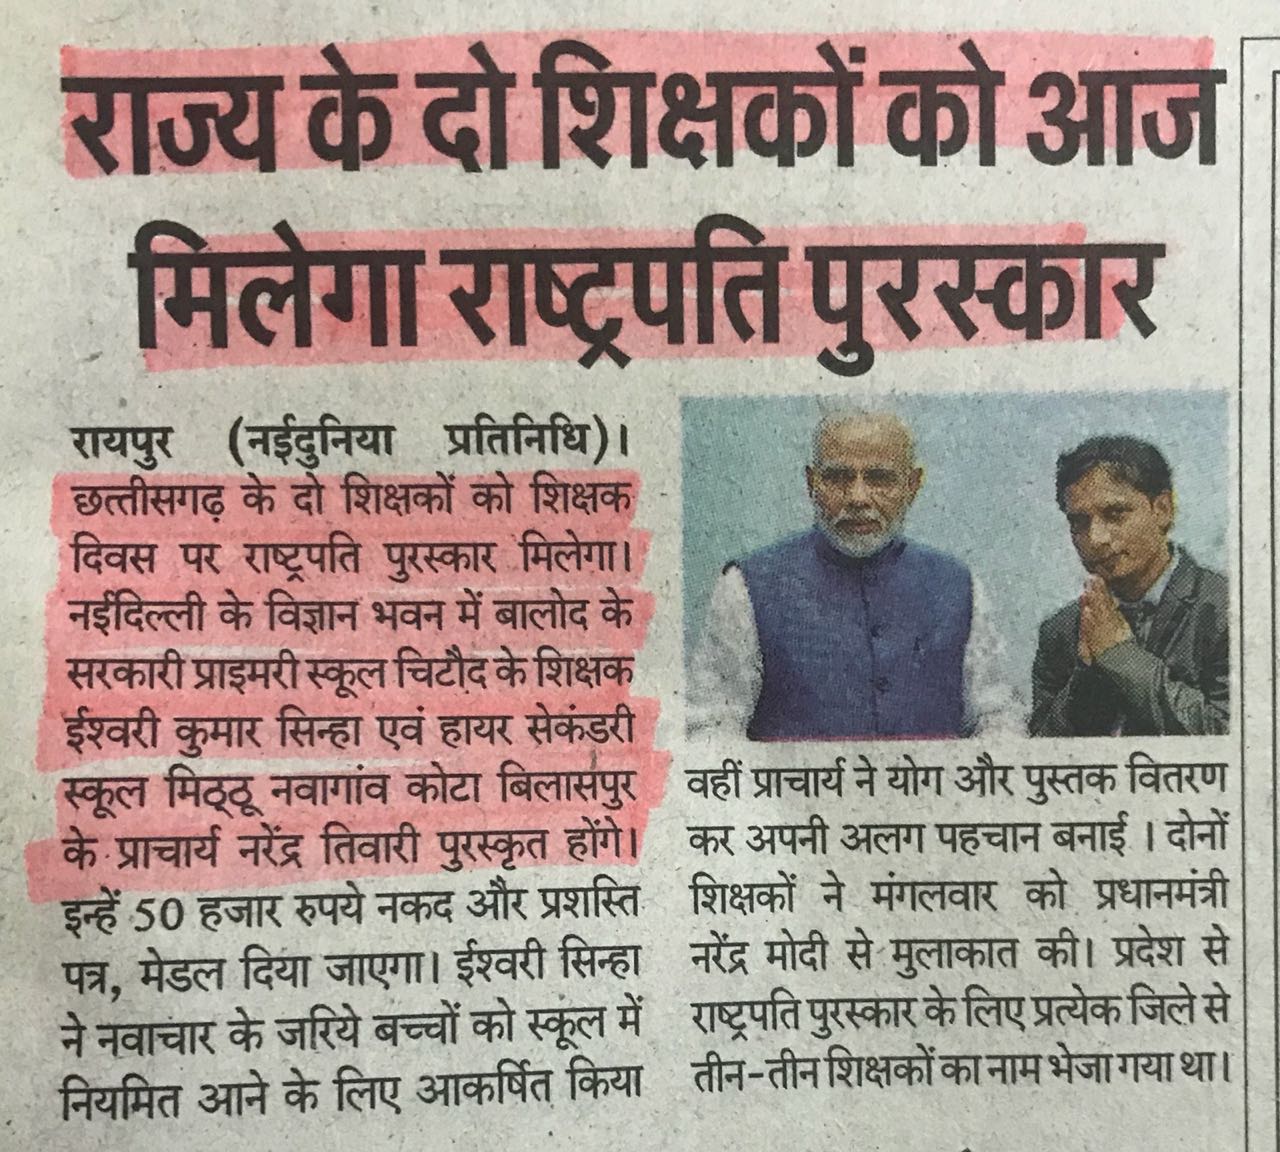 राज्य के दो शिक्षकों को आज
मिलेगा राष्ट्रपति पुरस्कार
रायपुर (नईदुनिया प्रतिनिधि)।
छत्तीसगढ़ के दो शिक्षकों को शिक्षक
दिवस पर राष्ट्रपति पुरस्कार मिलेगा।
नईदिल्ली के विज्ञान भवन में बालोद के
सरकारी प्राइमरी स्कूल चिटौद के शिक्षक
ईश्वरी कुमार सिन्हा एवं हायर सेकंडरी
स्कूल मिठ्ठू नवागांव कोटा बिलासपुर
के प्राचार्य नरेंद्र तिवारी पुरस्कृत होंगे।
इन्हें 50 हजार रुपये नकद और प्रशस्ति
पत्र, मेडल दिया जाएगा। ईश्वरी सिन्हा
ने नवाचार के जरिये बच्चों को स्कूल में
नियमित आने के लिए आकर्षित किया
वहीं प्राचार्य ने योग और पुस्तक वितरण
कर अपनी अलग पहचान बनाई । दोनों
शिक्षकों ने मंगलवार को प्रधानमंत्री
नरेंद्र मोदी से मुलाकात की। प्रदेश से
राष्ट्रपति पुरस्कार के लिए प्रत्येक जिले से
तीन-तीन शिक्षकों का नाम भेजा गया था।